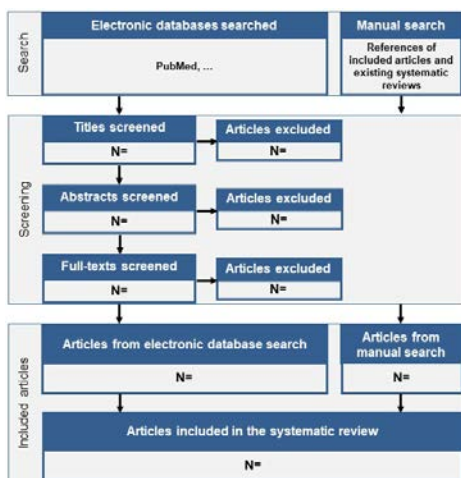 Search
Electronic databases searched
PubMed, ...
Manual search
References of
included articles and
existing systematic
reviews
Screening
Titles screened
N=
Articles excluded
N=
Abstracts screened
N=
Articles excluded
N=
Full-texts screened
N=
Articles excluded
N=
Included articles
Articles from electronic database search
N=
Articles from
manual search
N=
Articles included in the systematic review
N=